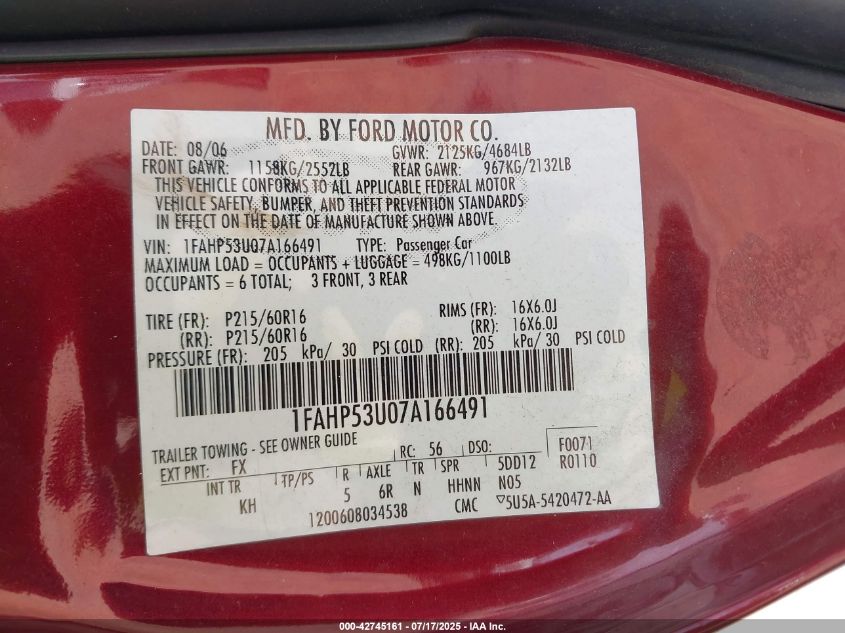 MFD. BY FORD MOTOR CO.
DATE: 08/06 GVWR: 2125KG/4684LB
FRONT GAWR: 1158KG/2552LB REAR GAWR: 967KG/2132LB
THIS VEHICLE CONFORMS TO ALL APPLICABLE FEDERAL MOTOR
VEHICLE SAFETY, BUMPER, AND THEFT PREVENTION STANDARDS
IN EFFECT ON THE DATE OF MANUFACTURE SHOWN ABOVE.
VIN: 1FAHP53U07A166491 TYPE: Passenger Car
MAXIMUM LOAD = OCCUPANTS + LUGGAGE = 498KG/1100LB
OCCUPANTS = 6 TOTAL; 3 FRONT, 3 REAR
TIRE (FR): P215/60R16 RIMS (FR): 16X6.0J
(RR): P215/60R16 (RR): 16X6.0J
PRESSURE (FR): 205 kPa/ 30 PSI COLD (RR): 205 kPa/ 30 PSI COLD
1FAHP53U07A166491
TRAILER TOWING - SEE OWNER GUIDE
EXT PNT: FX RC: 56 DSO: F0071
INT TR TP/PS R AXLE TR SPR 5DD12 R0110
KH 5 6R N HHNN N05
1200608034538 CMC ▽5U5A-5420472-AA
000-42745161 - 07/17/2025 - IAA Inc.